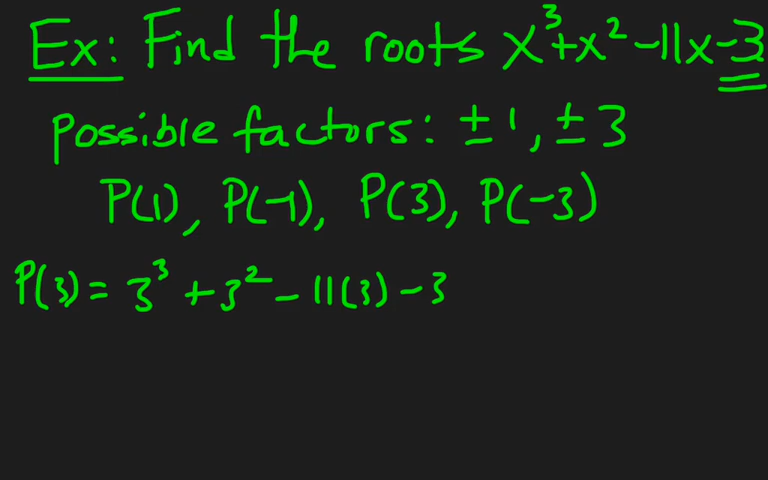 Ex: Find the roots x³+x²-11x-3
Possible factors: ±1, ±3
P(1), P(-1), P(3), P(-3)
P(3) = 3³ + 3² - 11(3) - 3